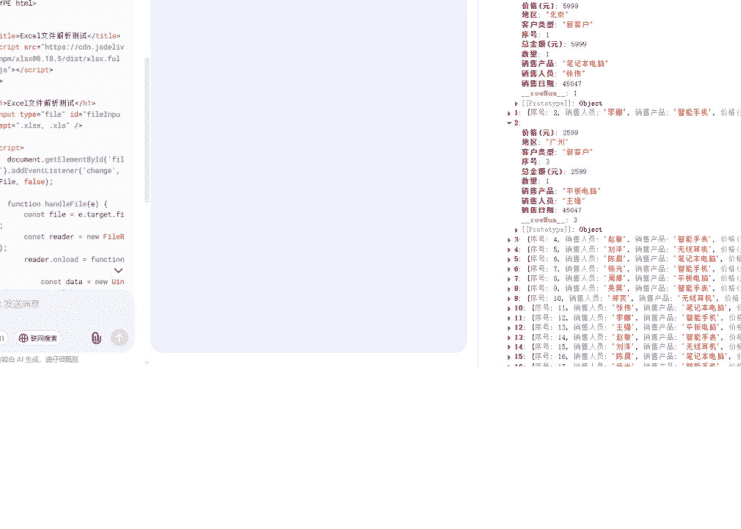 YPE html>
itle>Excel文件解析测试</title>
cript src="https://cdn.jsdeliv
npm/xlsx@0.18.5/dist/xlsx.ful
js"></script>
>
1>Excel文件解析测试</h1>
nput type="file" id="fileInpu
ept=".xlsx, .xls" />
cript>
document.getElementById('fil
').addEventListener('change',
File, false);
function handleFile(e) {
const file = e.target.fi
;
const reader = new FileR
);
reader.onload = function
const data = new Uin
发送消息
联网搜索
AI 生成，请仔细甄别
价格(元): 5999
地区: "北京"
客户类型: "新客户"
序号: 1
总金额(元): 5999
数量: 1
销售产品: "笔记本电脑"
销售人员: "张伟"
销售日期: 45047
__rowNum__: 1
[[Prototype]]: Object
1: {序号: 2, 销售人员: '李娜', 销售产品: '智能手机', 价格(
2:
价格(元): 2599
地区: "广州"
客户类型: "新客户"
序号: 3
总金额(元): 2599
数量: 1
销售产品: "平板电脑"
销售人员: "王强"
销售日期: 45047
__rowNum__: 3
[[Prototype]]: Object
3: {序号: 4, 销售人员: '赵敏', 销售产品: '智能手表', 价格
4: {序号: 5, 销售人员: '刘洋', 销售产品: '无线耳机', 价格
5: {序号: 6, 销售人员: '陈晨', 销售产品: '笔记本电脑', 价
6: {序号: 7, 销售人员: '杨光', 销售产品: '智能手机', 价格
7: {序号: 8, 销售人员: '周娜', 销售产品: '平板电脑', 价格
8: {序号: 9, 销售人员: '吴昊', 销售产品: '智能手表', 价格
9: {序号: 10, 销售人员: '郑爽', 销售产品: '无线耳机', 价格
10: {序号: 11, 销售人员: '张伟', 销售产品: '笔记本电脑',
11: {序号: 12, 销售人员: '李娜', 销售产品: '智能手机', 价
12: {序号: 13, 销售人员: '王强', 销售产品: '平板电脑', 价
13: {序号: 14, 销售人员: '赵敏', 销售产品: '智能手表', 价
14: {序号: 15, 销售人员: '刘洋', 销售产品: '无线耳机', 价
15: {序号: 16, 销售人员: '陈晨', 销售产品: '笔记本电脑',